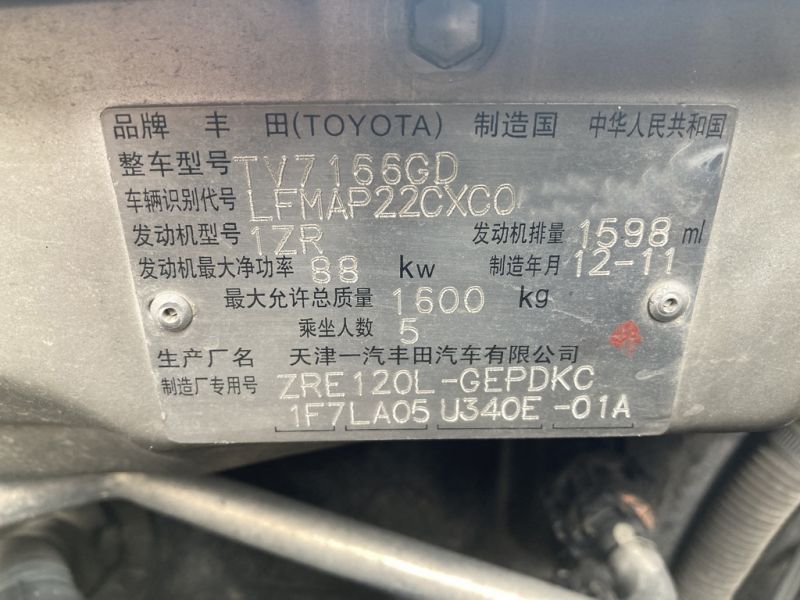 品牌 丰 田(TOYOTA) 制造国 中华人民共和国
整车型号 TV7166GD
车辆识别代号 LFMAP22CXC0
发动机型号 1ZR 发动机排量 1598 ml
发动机最大净功率 88 kw 制造年月 12-11
最大允许总质量 1600 kg
乘坐人数 5
生产厂名 天津一汽丰田汽车有限公司
制造厂专用号 ZRE120L-GEPDKC
1F7LA05 U340E -01A